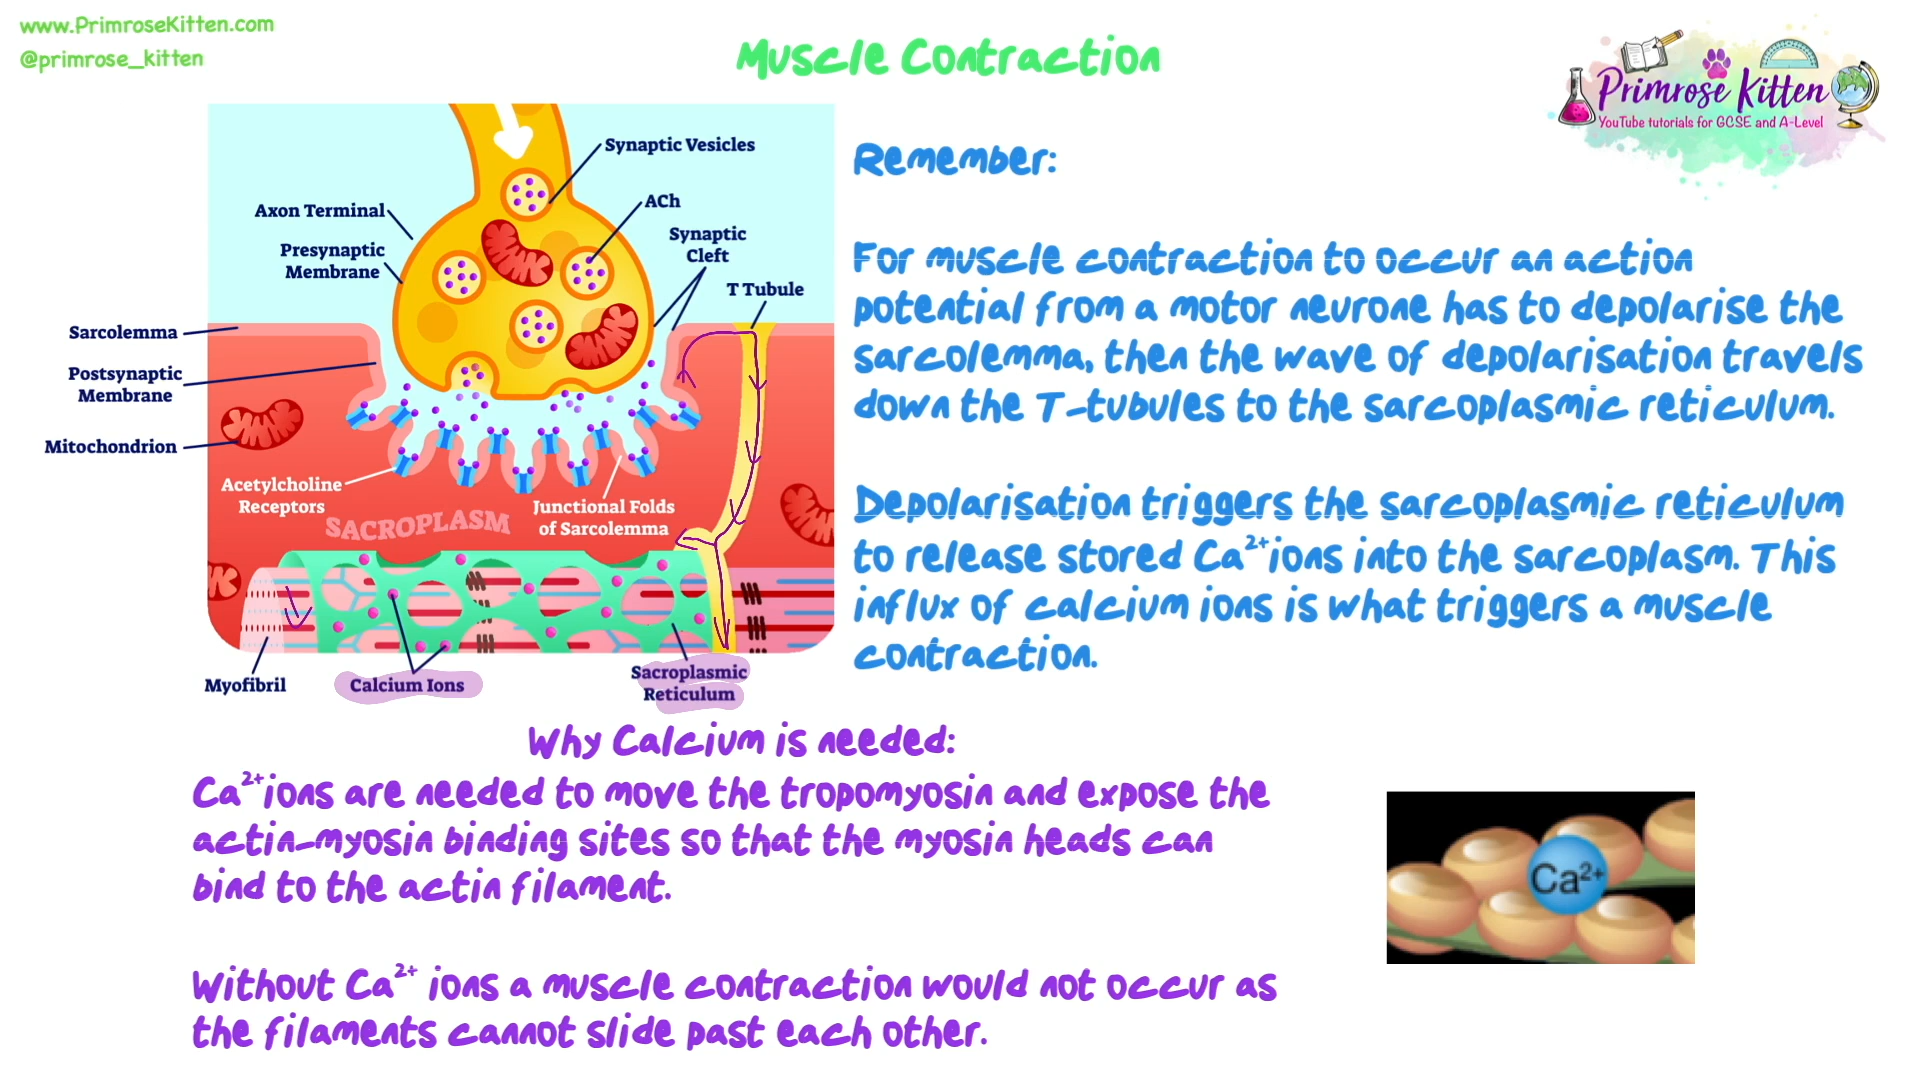 www.PrimroseKitten.com
@primrose_kitten
Muscle Contraction
Primrose Kitten
YouTube tutorials for GCSE and A-Level
Synaptic Vesicles
Axon Terminal
ACh
Presynaptic
Membrane
Synaptic
Cleft
T Tubule
Sarcolemma
Postsynaptic
Membrane
Mitochondrion
Acetylcholine
Receptors
Junctional Folds
of Sarcolemma
SACROPLASM
Myofibril
Calcium Ions
Sacroplasmic
Reticulum
Remember:
For muscle contraction to occur an action
potential from a motor neurone has to depolarise the
sarcolemma, then the wave of depolarisation travels
down the T-tubules to the sarcoplasmic reticulum.
Depolarisation triggers the sarcoplasmic reticulum
to release stored Ca²⁺ions into the sarcoplasm. This
influx of calcium ions is what triggers a muscle
contraction.
Why Calcium is needed:
Ca²⁺ions are needed to move the tropomyosin and expose the
actin-myosin binding sites so that the myosin heads can
bind to the actin filament.
Without Ca²⁺ ions a muscle contraction would not occur as
the filaments cannot slide past each other.
Ca²⁺